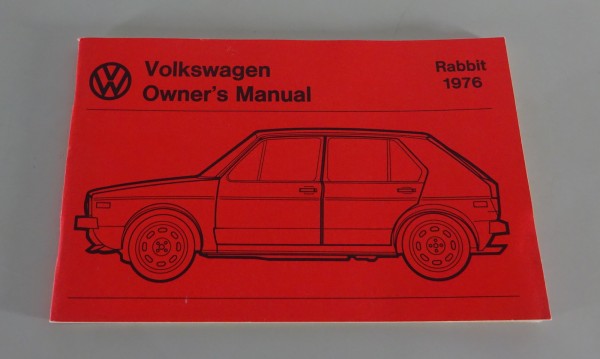 Volkswagen
Owner's Manual
Rabbit
1976